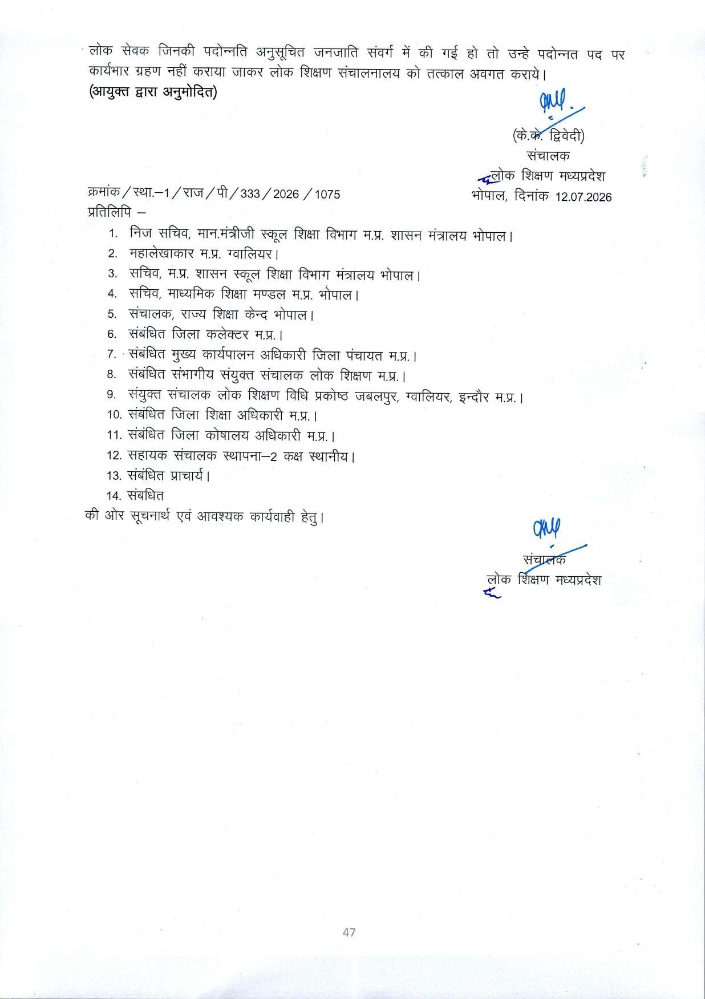 लोक सेवक जिनकी पदोन्नति अनुसूचित जनजाति संवर्ग में की गई हो तो उन्हे पदोन्नत पद पर
कार्यभार ग्रहण नहीं कराया जाकर लोक शिक्षण संचालनालय को तत्काल अवगत कराये।
(आयुक्त द्वारा अनुमोदित)
(के.के. द्विवेदी)
संचालक
लोक शिक्षण मध्यप्रदेश
क्रमांक/स्था.–1/राज/पी/333/2026/1075 भोपाल, दिनांक 12.07.2026
प्रतिलिपि –
1. निज सचिव, मान.मंत्रीजी स्कूल शिक्षा विभाग म.प्र. शासन मंत्रालय भोपाल।
2. महालेखाकार म.प्र. ग्वालियर।
3. सचिव, म.प्र. शासन स्कूल शिक्षा विभाग मंत्रालय भोपाल।
4. सचिव, माध्यमिक शिक्षा मण्डल म.प्र. भोपाल।
5. संचालक, राज्य शिक्षा केन्द भोपाल।
6. संबंधित जिला कलेक्टर म.प्र.।
7. संबंधित मुख्य कार्यपालन अधिकारी जिला पंचायत म.प्र.।
8. संबंधित संभागीय संयुक्त संचालक लोक शिक्षण म.प्र.।
9. संयुक्त संचालक लोक शिक्षण विधि प्रकोष्ठ जबलपुर, ग्वालियर, इन्दौर म.प्र.।
10. संबंधित जिला शिक्षा अधिकारी म.प्र.।
11. संबंधित जिला कोषालय अधिकारी म.प्र.।
12. सहायक संचालक स्थापना–2 कक्ष स्थानीय।
13. संबंधित प्राचार्य।
14. संबधित
की ओर सूचनार्थ एवं आवश्यक कार्यवाही हेतु।
संचालक
लोक शिक्षण मध्यप्रदेश
47